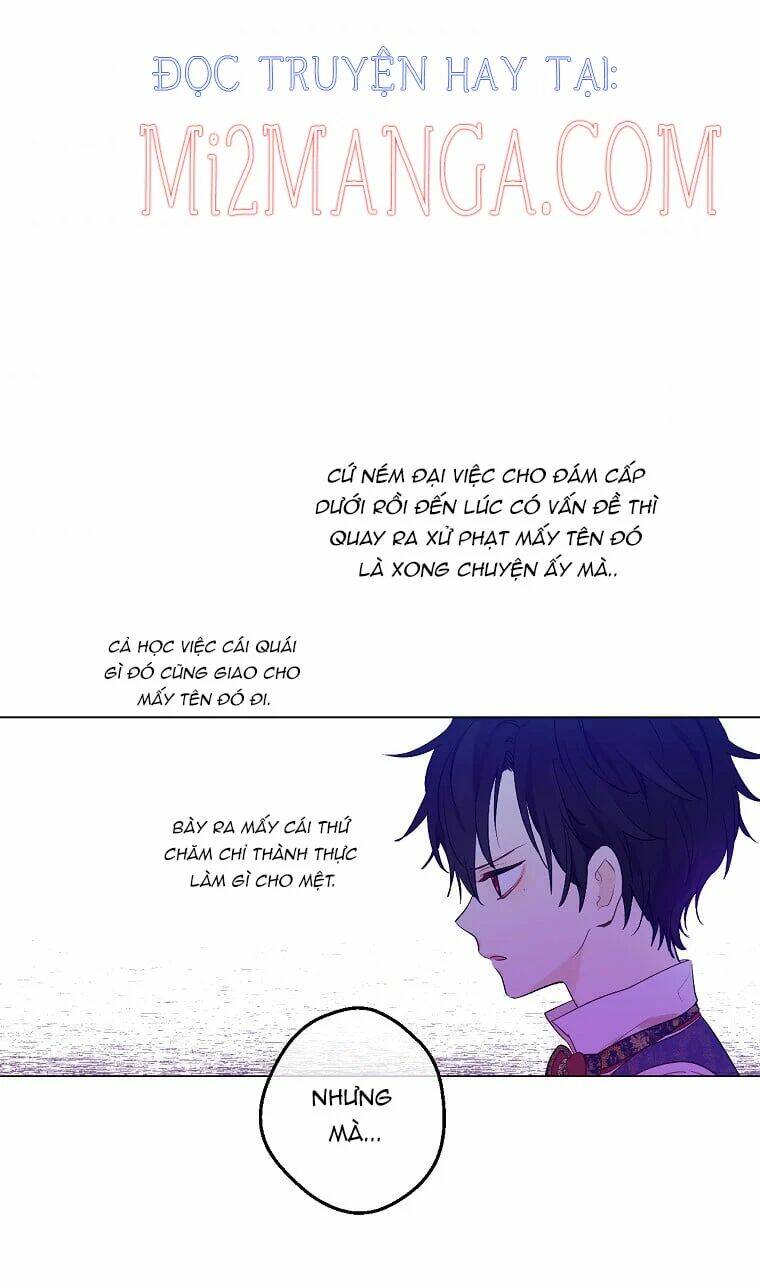 ĐỌC TRUYỆN HAY TẠI:
MI2MANGA.COM
CỨ NÉM ĐẠI VIỆC CHO ĐÁM CẤP
DƯỚI RỒI ĐẾN LÚC CÓ VẤN ĐỀ THÌ
QUAY RA XỬ PHẠT MẤY TÊN ĐÓ
LÀ XONG CHUYỆN ẤY MÀ..
CẢ HỌC VIỆC CÁI QUÁI
GÌ ĐÓ CŨNG GIAO CHO
MẤY TÊN ĐÓ ĐI.
BÀY RA MẤY CÁI THỨ
CHĂM CHỈ THÀNH THỰC
LÀM GÌ CHO MỆT.
NHƯNG
MÀ...